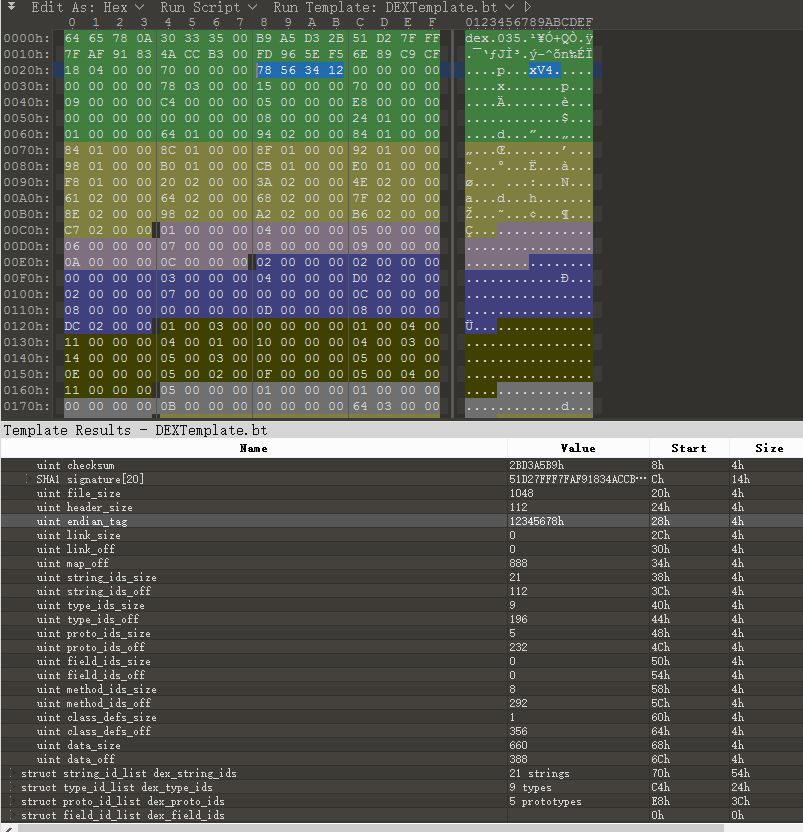 Edit As: Hex Run Script Run Template: DEXTemplate.bt
0 1 2 3 4 5 6 7 8 9 A B C D E F 0123456789ABCDEF
0000h: 64 65 78 0A 30 33 35 00 B9 A5 D3 2B 51 D2 7F FF dex.035.¹¥Ó+QÒ.ÿ
0010h: 7F AF 91 83 4A CC B3 00 FD 96 5E F5 6E 89 C9 CF .¯‘ƒJÌ³.ý–^õn‰ÉÏ
0020h: 18 04 00 00 70 00 00 00 78 56 34 12 00 00 00 00 ....p...xV4.....
0030h: 00 00 00 00 78 03 00 00 15 00 00 00 70 00 00 00 ....x.......p...
0040h: 09 00 00 00 C4 00 00 00 05 00 00 00 E8 00 00 00 ....Ä.......è...
0050h: 00 00 00 00 00 00 00 00 08 00 00 00 24 01 00 00 ............$...
0060h: 01 00 00 00 64 01 00 00 94 02 00 00 84 01 00 00 ....d...”...„...
0070h: 84 01 00 00 8C 01 00 00 8F 01 00 00 92 01 00 00 „...Œ.......’...
0080h: 98 01 00 00 B0 01 00 00 CB 01 00 00 E0 01 00 00 ˜...°...Ë...à...
0090h: F8 01 00 00 20 02 00 00 3A 02 00 00 4E 02 00 00 ø... ...:...N...
00A0h: 61 02 00 00 64 02 00 00 68 02 00 00 7F 02 00 00 a...d...h.......
00B0h: 8E 02 00 00 98 02 00 00 A2 02 00 00 B6 02 00 00 Ž...˜...¢...¶...
00C0h: C7 02 00 00 01 00 00 00 04 00 00 00 05 00 00 00 Ç...............
00D0h: 06 00 00 00 07 00 00 00 08 00 00 00 09 00 00 00 ................
00E0h: 0A 00 00 00 0C 00 00 00 02 00 00 00 02 00 00 00 ................
00F0h: 00 00 00 00 03 00 00 00 04 00 00 00 D0 02 00 00 ............Ð...
0100h: 02 00 00 00 07 00 00 00 00 00 00 00 0C 00 00 00 ................
0110h: 08 00 00 00 00 00 00 00 0D 00 00 00 08 00 00 00 ................
0120h: DC 02 00 00 01 00 03 00 00 00 00 00 01 00 04 00 Ü...............
0130h: 11 00 00 00 04 00 01 00 10 00 00 00 04 00 03 00 ................
0140h: 14 00 00 00 05 00 03 00 00 00 00 00 05 00 00 00 ................
0150h: 0E 00 00 00 05 00 02 00 0F 00 00 00 05 00 04 00 ................
0160h: 11 00 00 00 05 00 00 00 01 00 00 00 01 00 00 00 ................
0170h: 00 00 00 00 0B 00 00 00 00 00 00 00 64 03 00 00 ............d...
Template Results - DEXTemplate.bt
Name Value Start Size
uint checksum 2BD3A5B9h 8h 4h
SHA1 signature[20] 51D27FFF7FAF91834ACCB… Ch 14h
uint file_size 1048 20h 4h
uint header_size 112 24h 4h
uint endian_tag 12345678h 28h 4h
uint link_size 0 2Ch 4h
uint link_off 0 30h 4h
uint map_off 888 34h 4h
uint string_ids_size 21 38h 4h
uint string_ids_off 112 3Ch 4h
uint type_ids_size 9 40h 4h
uint type_ids_off 196 44h 4h
uint proto_ids_size 5 48h 4h
uint proto_ids_off 232 4Ch 4h
uint field_ids_size 0 50h 4h
uint field_ids_off 0 54h 4h
uint method_ids_size 8 58h 4h
uint method_ids_off 292 5Ch 4h
uint class_defs_size 1 60h 4h
uint class_defs_off 356 64h 4h
uint data_size 660 68h 4h
uint data_off 388 6Ch 4h
struct string_id_list dex_string_ids 21 strings 70h 54h
struct type_id_list dex_type_ids 9 types C4h 24h
struct proto_id_list dex_proto_ids 5 prototypes E8h 3Ch
struct field_id_list dex_field_ids 0h 0h